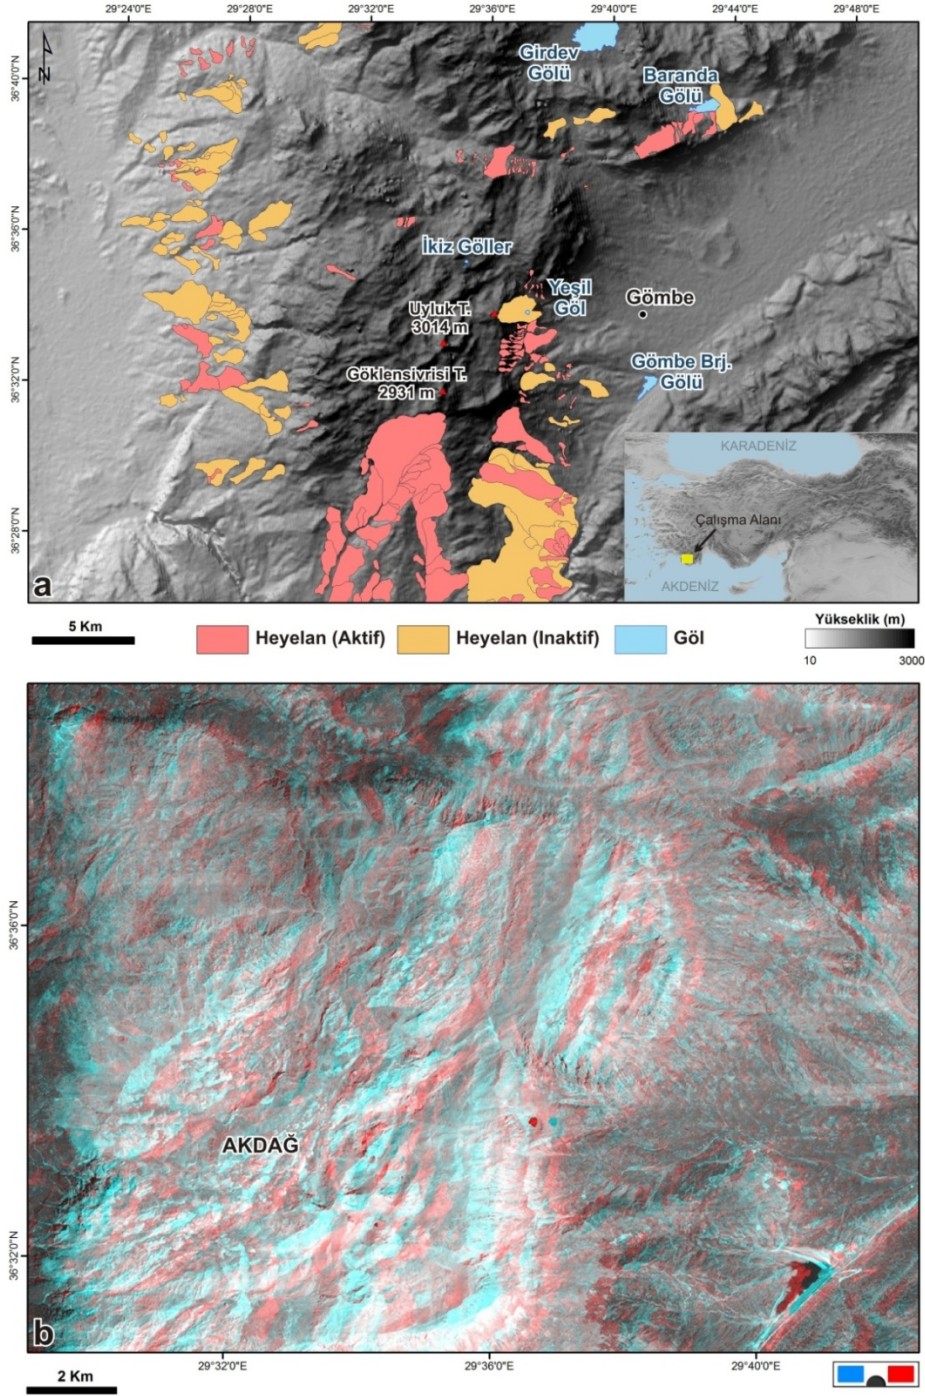 29°24'0"E 29°28'0"E 29°32'0"E 29°36'0"E 29°40'0"E 29°44'0"E 29°48'0"E
36°40'0"N
36°36'0"N
36°32'0"N
36°28'0"N
N
Girdev
Gölü
Baranda
Gölü
İkiz Göller
Yeşil
Göl
Gömbe
Uyluk T.
3014 m
Gömbe Brj.
Gölü
Göklensivrisi T.
2931 m
KARADENİZ
Çalışma Alanı
AKDENİZ
a
5 Km
Heyelan (Aktif)
Heyelan (Inaktif)
Göl
Yükseklik (m)
10 3000
36°36'0"N
36°32'0"N
AKDAĞ
b
29°32'0"E 29°36'0"E 29°40'0"E
2 Km